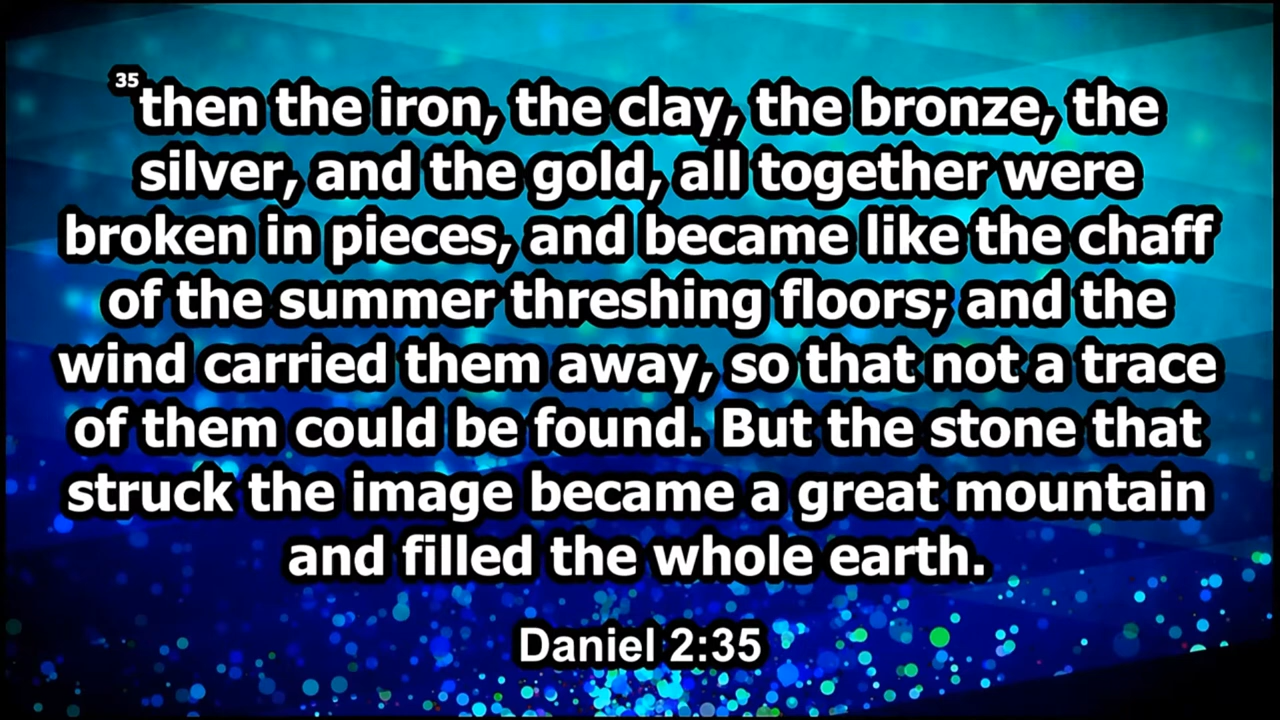 35then the iron, the clay, the bronze, the
silver, and the gold, all together were
broken in pieces, and became like the chaff
of the summer threshing floors; and the
wind carried them away, so that not a trace
of them could be found. But the stone that
struck the image became a great mountain
and filled the whole earth.
Daniel 2:35